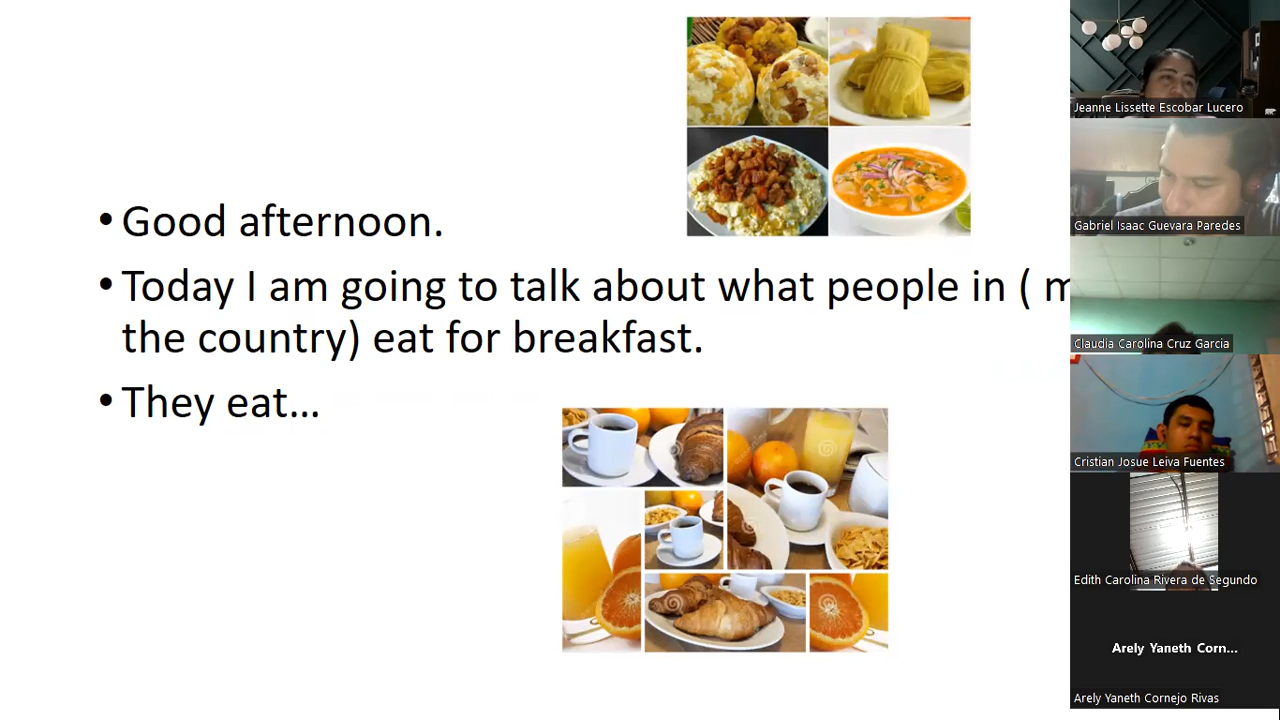 • Good afternoon.
• Today I am going to talk about what people in (
the country) eat for breakfast.
• They eat...
Jeanne Lissette Escobar Lucero
Gabriel Isaac Guevara Paredes
Claudia Carolina Cruz Garcia
Cristian Josue Leiva Fuentes
Edith Carolina Rivera de Segundo
Arely Yaneth Corn...
Arely Yaneth Cornejo Rivas